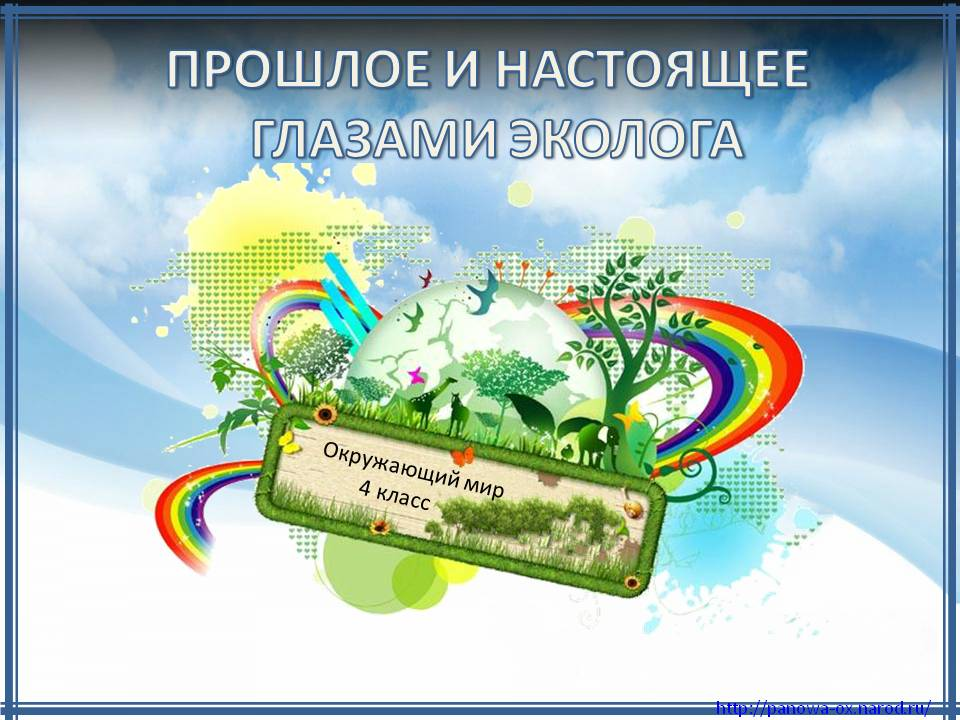 ПРОШЛОЕ И НАСТОЯЩЕЕ
ГЛАЗАМИ ЭКОЛОГА
Окружающий мир
4 класс
http://panowa-ox.narod.ru/